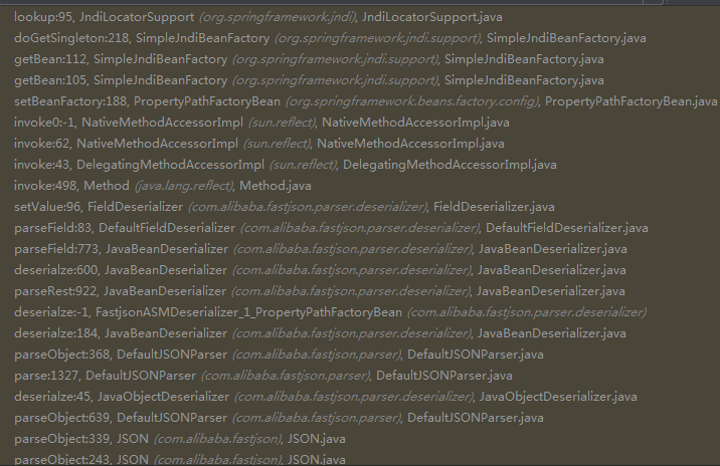 lookup:95, JndiLocatorSupport (org.springframework.jndi), JndiLocatorSupport.java
doGetSingleton:218, SimpleJndiBeanFactory (org.springframework.jndi.support), SimpleJndiBeanFactory.java
getBean:112, SimpleJndiBeanFactory (org.springframework.jndi.support), SimpleJndiBeanFactory.java
getBean:105, SimpleJndiBeanFactory (org.springframework.jndi.support), SimpleJndiBeanFactory.java
setBeanFactory:188, PropertyPathFactoryBean (org.springframework.beans.factory.config), PropertyPathFactoryBean.java
invoke0:-1, NativeMethodAccessorImpl (sun.reflect), NativeMethodAccessorImpl.java
invoke:62, NativeMethodAccessorImpl (sun.reflect), NativeMethodAccessorImpl.java
invoke:43, DelegatingMethodAccessorImpl (sun.reflect), DelegatingMethodAccessorImpl.java
invoke:498, Method (java.lang.reflect), Method.java
setValue:96, FieldDeserializer (com.alibaba.fastjson.parser.deserializer), FieldDeserializer.java
parseField:83, DefaultFieldDeserializer (com.alibaba.fastjson.parser.deserializer), DefaultFieldDeserializer.java
parseField:773, JavaBeanDeserializer (com.alibaba.fastjson.parser.deserializer), JavaBeanDeserializer.java
deserialze:600, JavaBeanDeserializer (com.alibaba.fastjson.parser.deserializer), JavaBeanDeserializer.java
parseRest:922, JavaBeanDeserializer (com.alibaba.fastjson.parser.deserializer), JavaBeanDeserializer.java
deserialze:-1, FastjsonASMDeserializer_1_PropertyPathFactoryBean (com.alibaba.fastjson.parser.deserializer)
deserialze:184, JavaBeanDeserializer (com.alibaba.fastjson.parser.deserializer), JavaBeanDeserializer.java
parseObject:368, DefaultJSONParser (com.alibaba.fastjson.parser), DefaultJSONParser.java
parse:1327, DefaultJSONParser (com.alibaba.fastjson.parser), DefaultJSONParser.java
deserialze:45, JavaObjectDeserializer (com.alibaba.fastjson.parser.deserializer), JavaObjectDeserializer.java
parseObject:639, DefaultJSONParser (com.alibaba.fastjson.parser), DefaultJSONParser.java
parseObject:339, JSON (com.alibaba.fastjson), JSON.java
parseObject:243, JSON (com.alibaba.fastjson), JSON.java